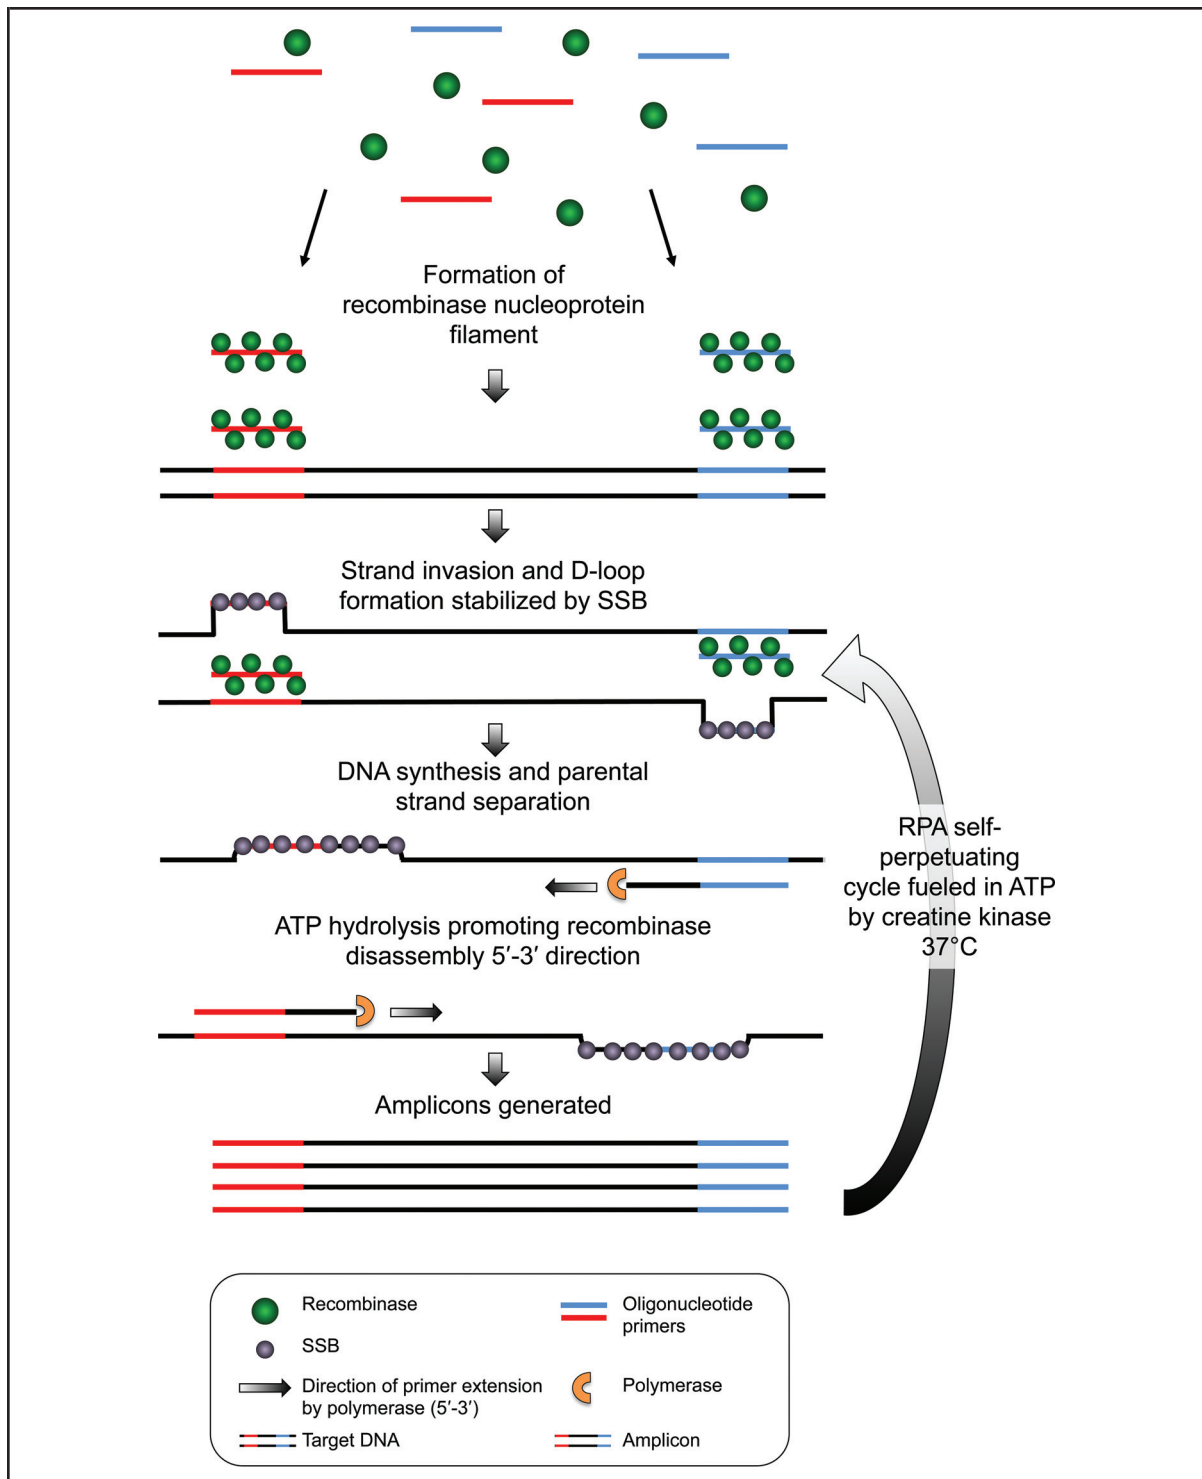 Formation of
recombinase nucleoprotein
filament
Strand invasion and D-loop
formation stabilized by SSB
DNA synthesis and parental
strand separation
RPA self-
perpetuating
cycle fueled in ATP
by creatine kinase
37°C
ATP hydrolysis promoting recombinase
disassembly 5′-3′ direction
Amplicons generated
Recombinase
Oligonucleotide
primers
SSB
Direction of primer extension
by polymerase (5′-3′)
Polymerase
Target DNA
Amplicon